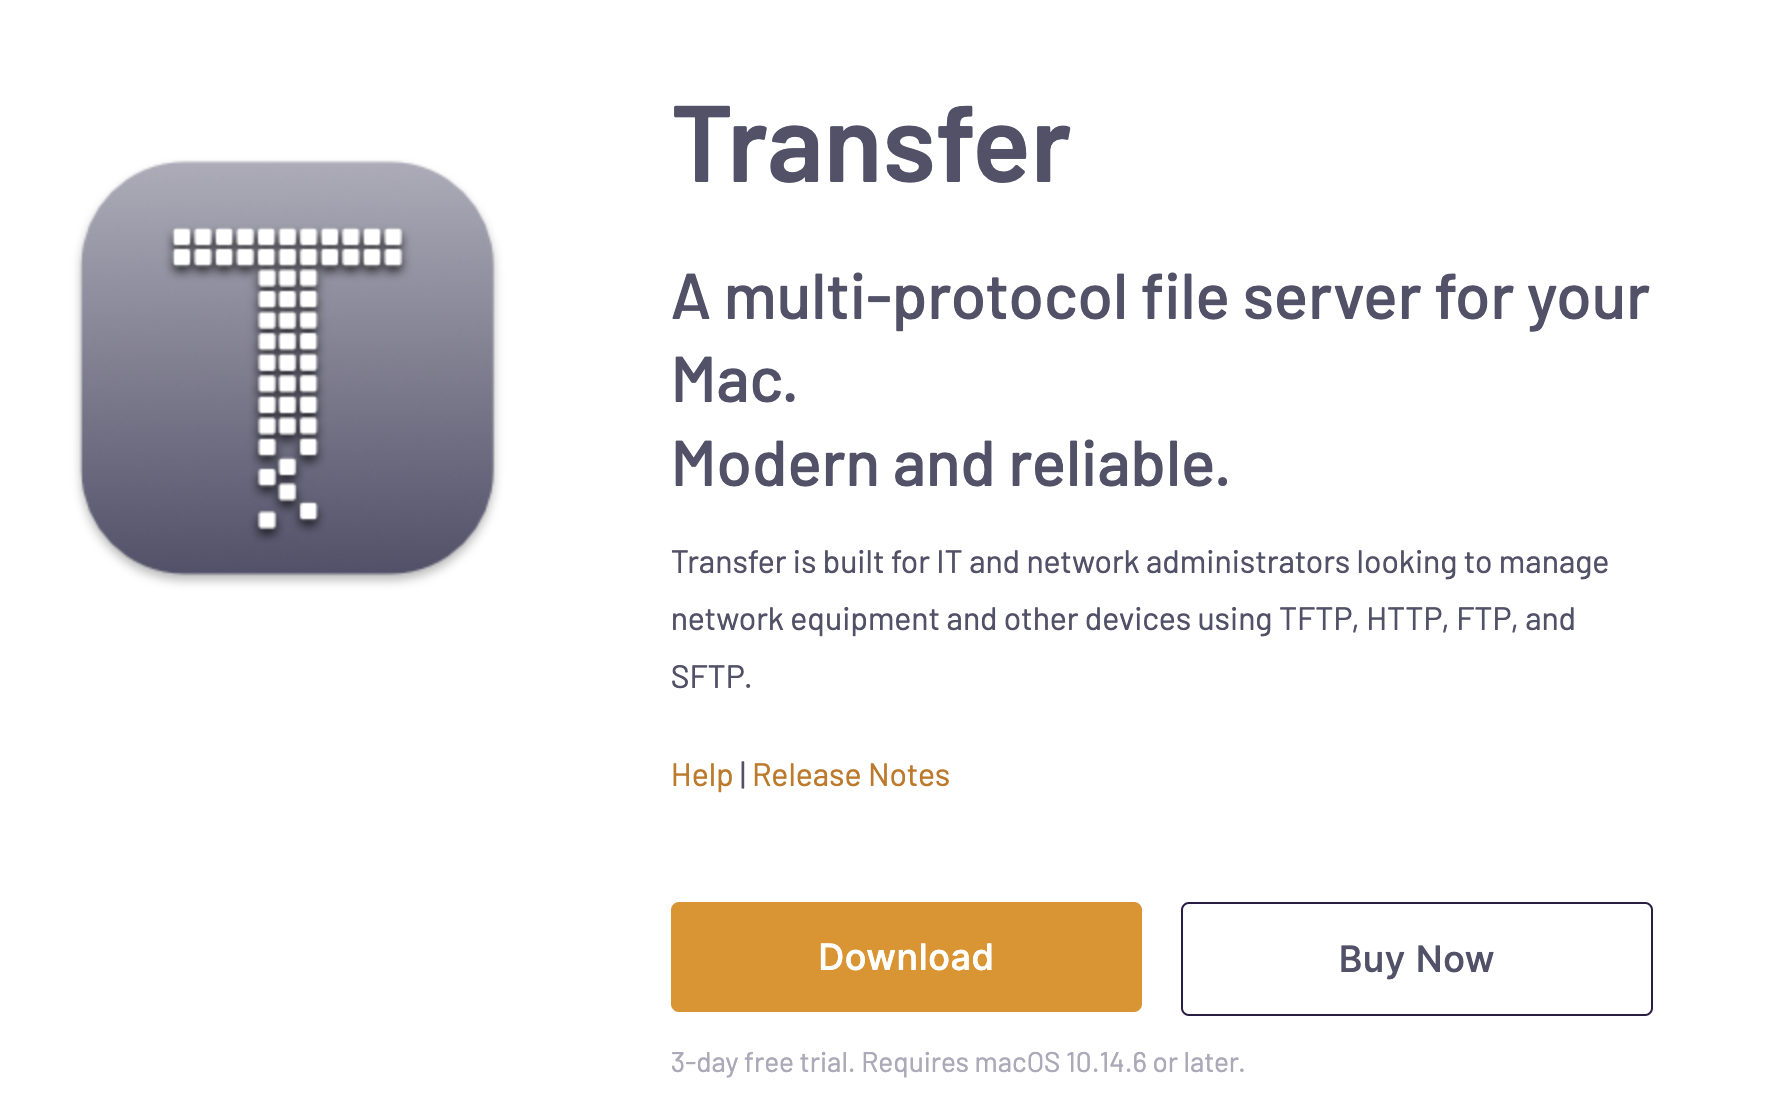 Transfer
A multi-protocol file server for your
Mac.
Modern and reliable.
Transfer is built for IT and network administrators looking to manage
network equipment and other devices using TFTP, HTTP, FTP, and
SFTP.
Help | Release Notes
Download
Buy Now
3-day free trial. Requires macOS 10.14.6 or later.